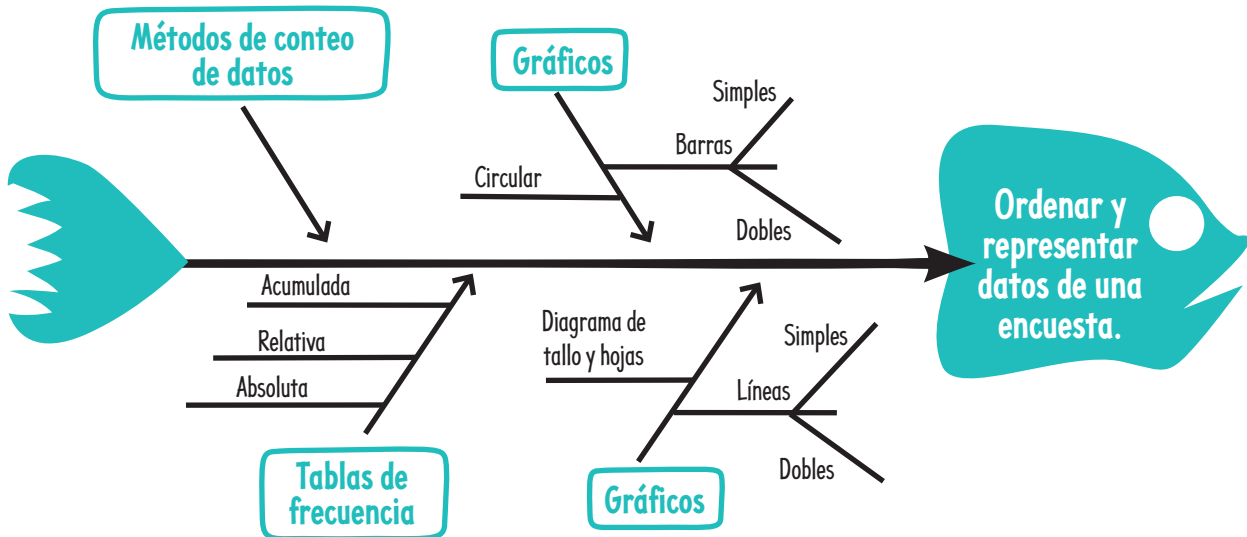 Métodos de conteo
de datos
Gráficos
Simples
Barras
Circular
Dobles
Ordenar y
representar
datos de una
encuesta.
Acumulada
Relativa
Absoluta
Tablas de
frecuencia
Diagrama de
tallo y hojas
Simples
Líneas
Dobles
Gráficos